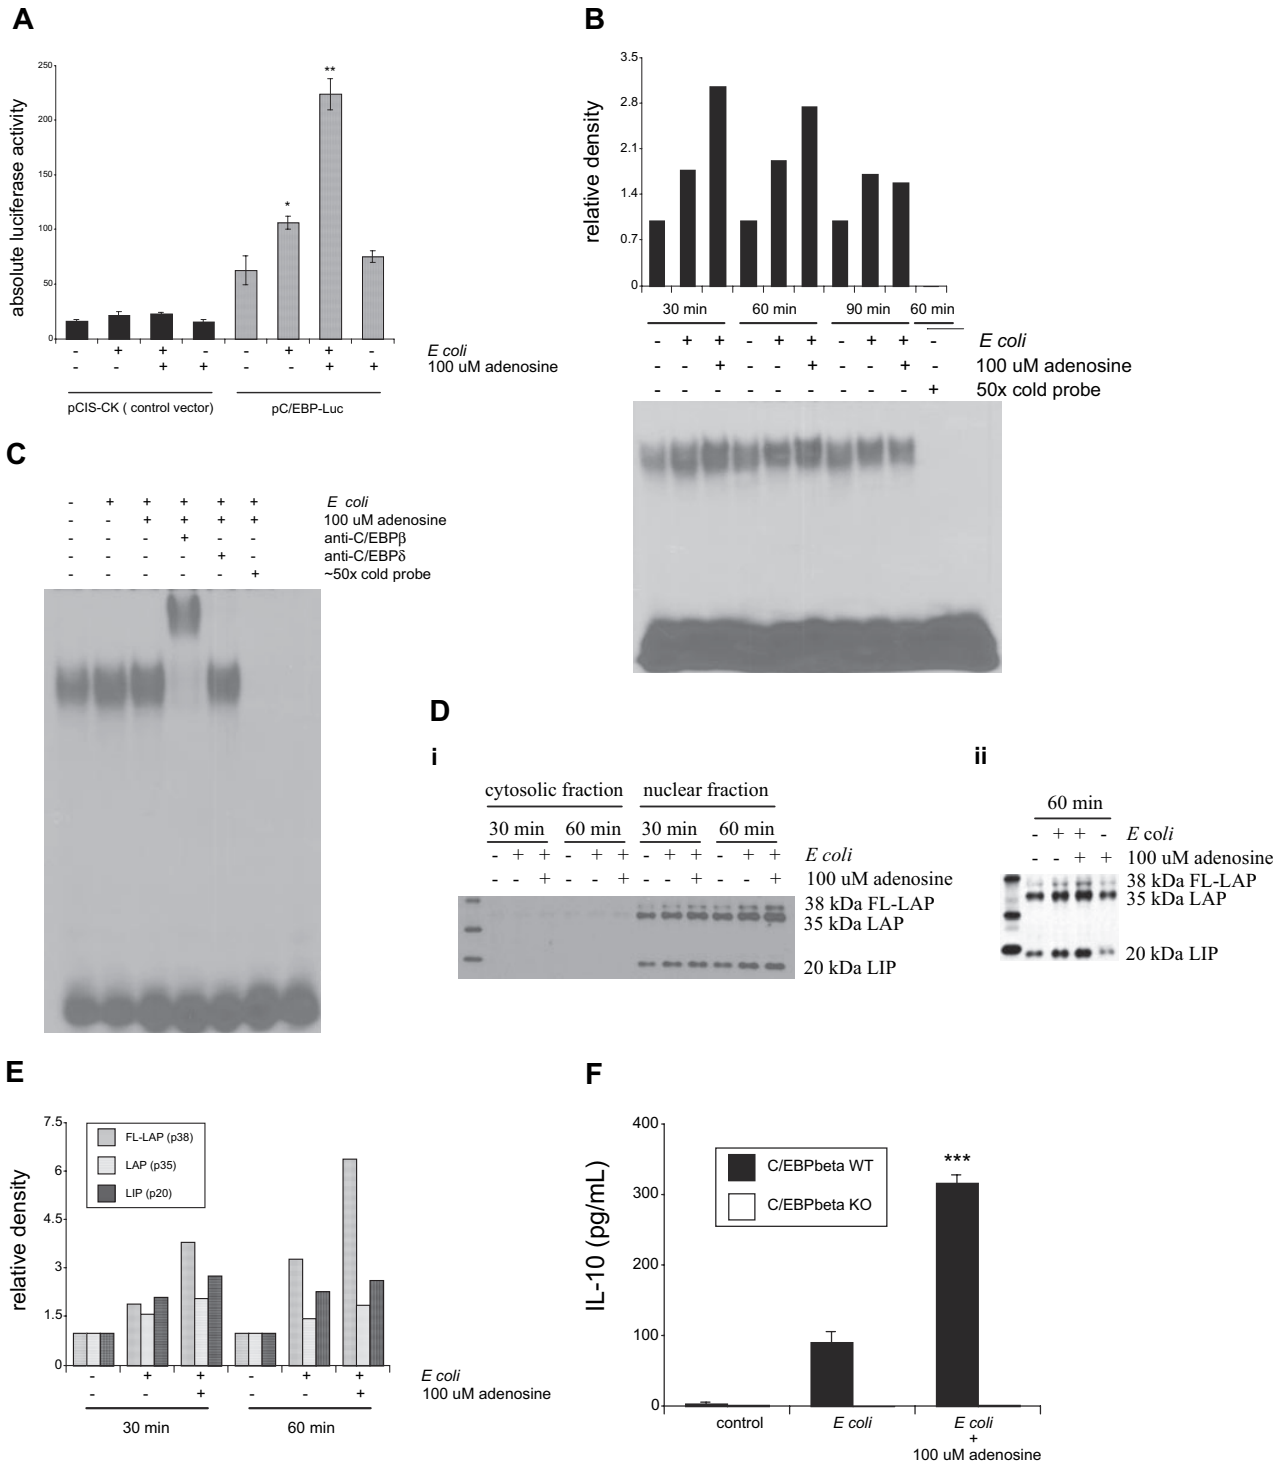 A
absolute luciferase activity
250
200
150
100
50
0
*
**
- + + - - + + -
E coli
- - + + - - + +
100 uM adenosine
pCIS-CK ( control vector)
pC/EBP-Luc
B
relative density
3.5
2.8
2.1
1.4
0.7
0
30 min 60 min 90 min 60 min
- + + - + + - + + -
E coli
- - + - - + - - + -
100 uM adenosine
- - - - - - - - - +
50x cold probe
C
- + + + + +
E coli
- - + + + +
100 uM adenosine
- - - + - -
anti-C/EBPβ
- - - - + -
anti-C/EBPδ
- - - - - +
~50x cold probe
D
i
cytosolic fraction nuclear fraction
30 min 60 min 30 min 60 min
- + + - + + - + + - + +
E coli
- - + - - + - - + - - +
100 uM adenosine
38 kDa FL-LAP
35 kDa LAP
20 kDa LIP
ii
60 min
- + + -
E coli
- - + +
100 uM adenosine
38 kDa FL-LAP
35 kDa LAP
20 kDa LIP
E
relative density
7.5
6
4.5
3
1.5
0
FL-LAP (p38)
LAP (p35)
LIP (p20)
- + + - + +
E coli
- - + - - +
100 uM adenosine
30 min
60 min
F
IL-10 (pg/mL)
400
300
200
100
0
C/EBPbeta WT
C/EBPbeta KO
***
control
E coli
E coli
+
100 uM adenosine